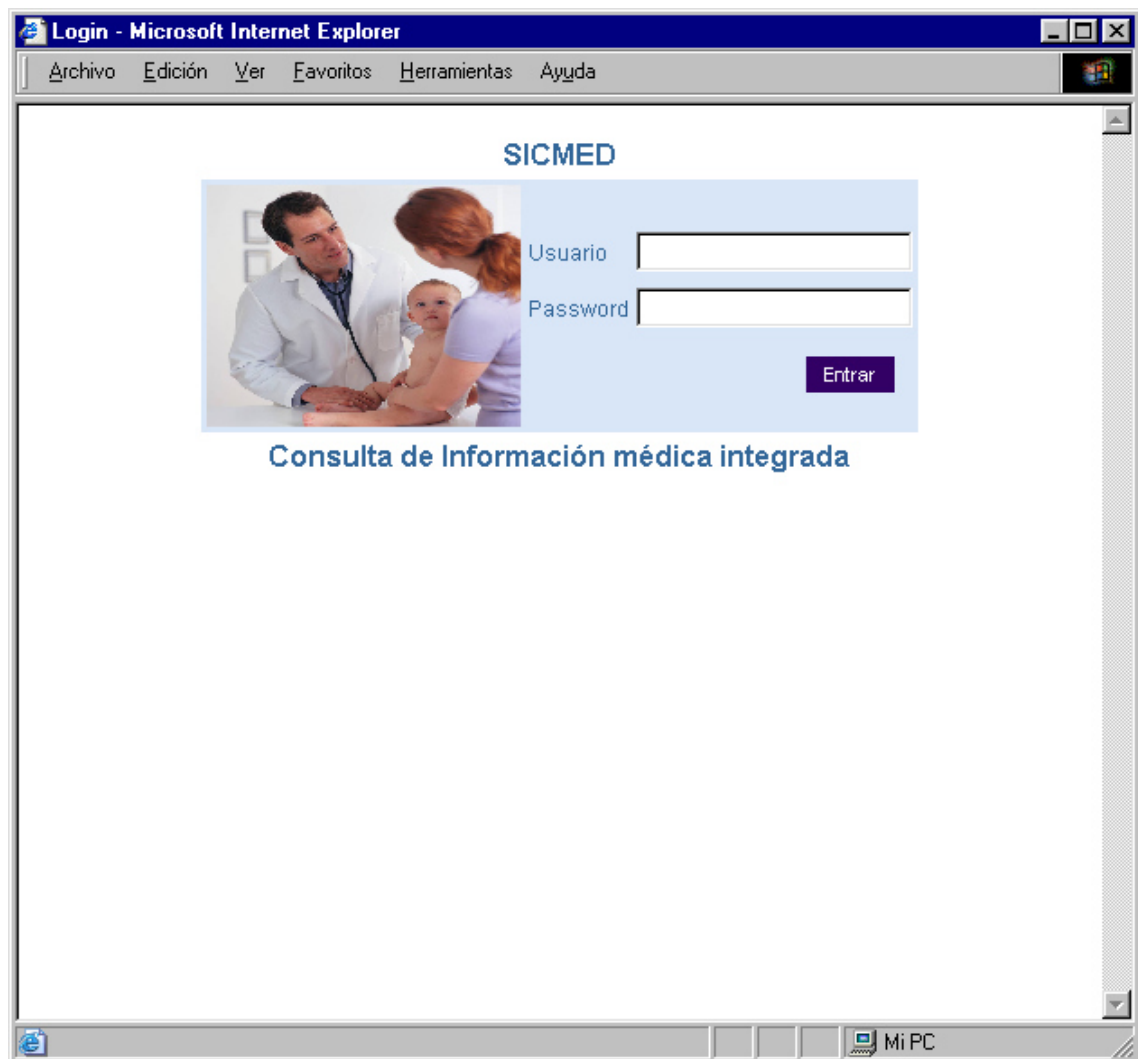 Login - Microsoft Internet Explorer
Archivo Edición Ver Favoritos Herramientas Ayuda
SICMED
Usuario
Password
Entrar
Consulta de Información médica integrada
Mi PC